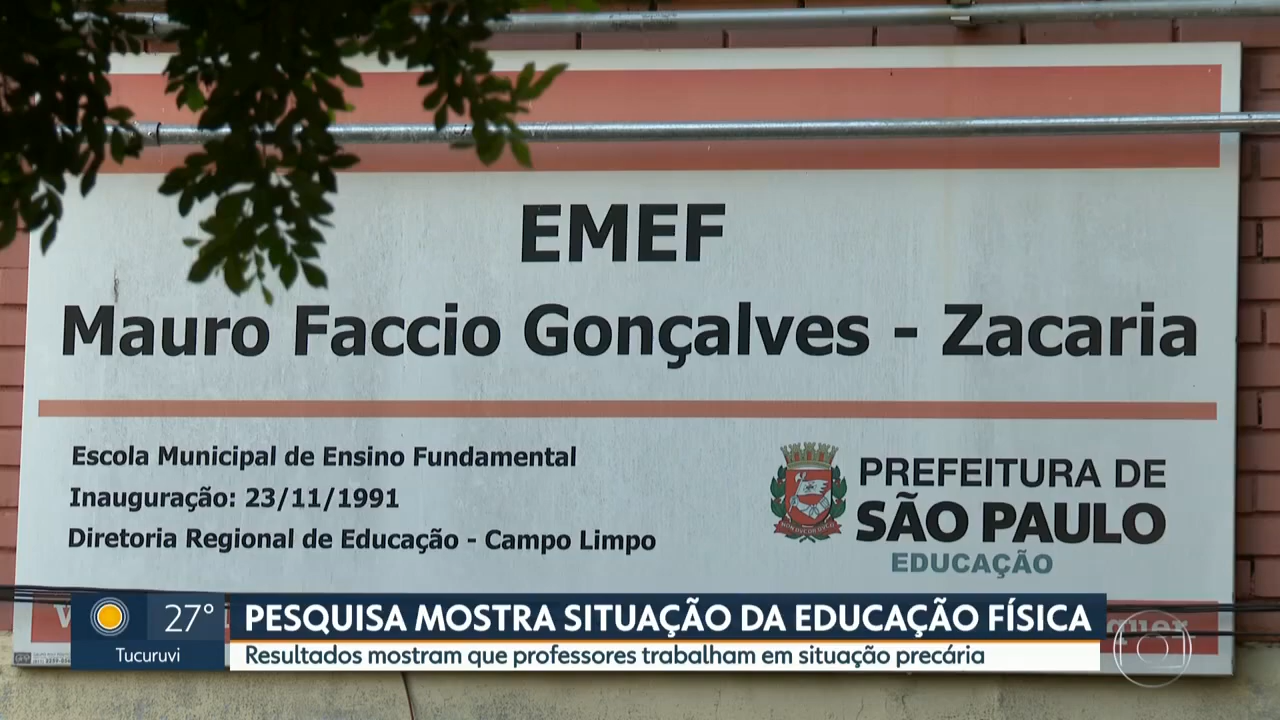 EMEF
Mauro Faccio Gonçalves - Zacaria
Escola Municipal de Ensino Fundamental
Inauguração: 23/11/1991
Diretoria Regional de Educação - Campo Limpo
PREFEITURA DE
SÃO PAULO
EDUCAÇÃO
27°
Tucuruvi
PESQUISA MOSTRA SITUAÇÃO DA EDUCAÇÃO FÍSICA
Resultados mostram que professores trabalham em situação precária